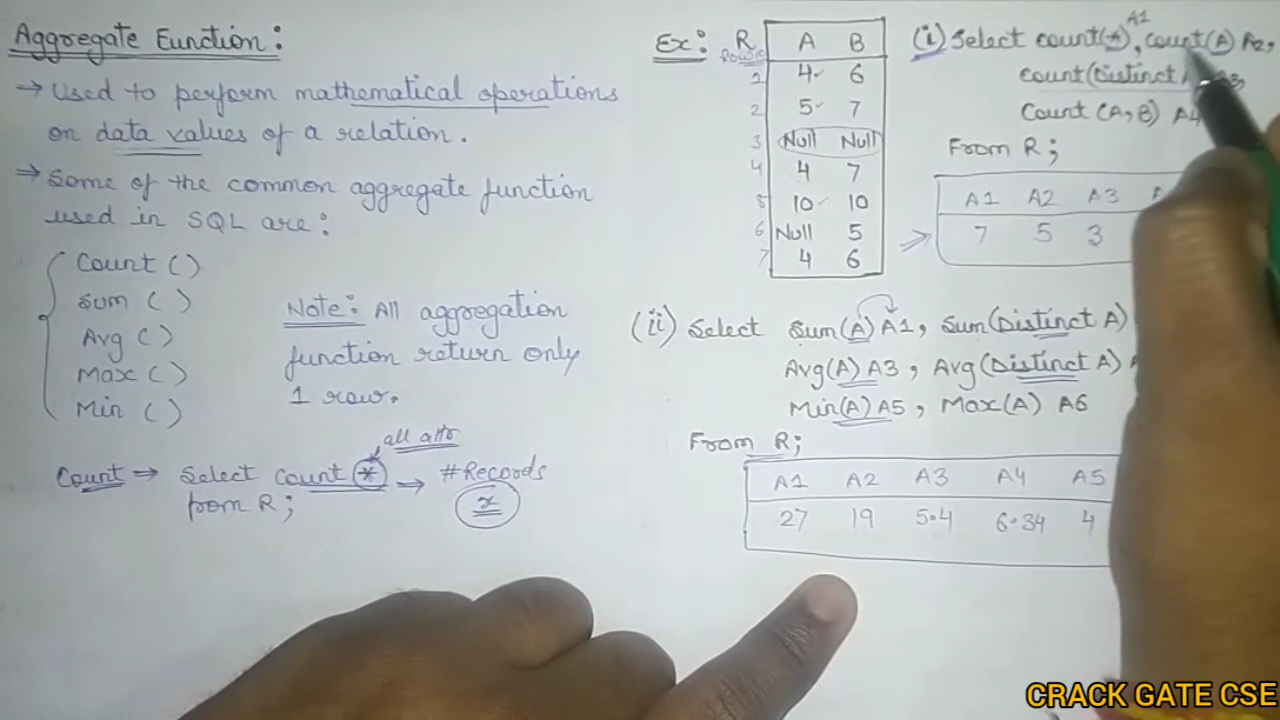 Aggregate Function :
→ Used to perform mathematical operations
on data values of a relation.
→ Some of the common aggregate function
used in SQL are :
Count ( )
Sum ( )
Avg ( )
Max ( )
Min ( )
Note : All aggregation
function return only
1 row.
all attr
Count ⇒ Select Count * → #Records
from R ;
x
Ex : R
A B
1 4 6
2 5 7
3 Null Null
4 4 7
5 10 10
6 Null 5
7 4 6
(i) Select count(*) A1, count(A) A2,
count(Distinct
Count (A, B) A4
From R ;
A1 A2 A3
7 5 3
(ii) Select Sum(A) A1, Sum(Distinct A)
Avg(A) A3, Avg(Distinct A)
Min(A) A5, Max(A) A6
From R ;
A1 A2 A3 A4 A5
27 19 5.4 6.34 4
CRACK GATE CSE